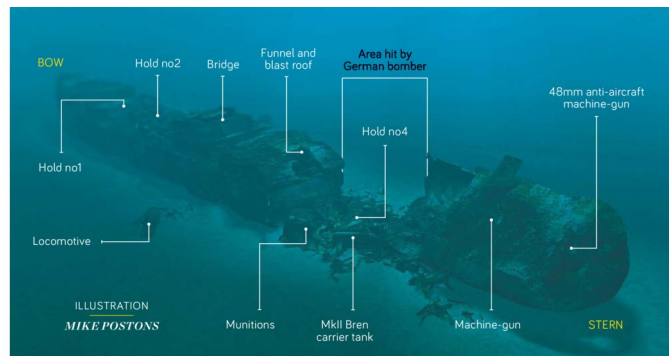 BOW
Hold no2
Bridge
Funnel and
blast roof
Area hit by
German bomber
48mm anti-aircraft
machine-gun
Hold no4
Hold no1
Locomotive
ILLUSTRATION
MIKE POSTONS
Munitions
MkII Bren
carrier tank
Machine-gun
STERN